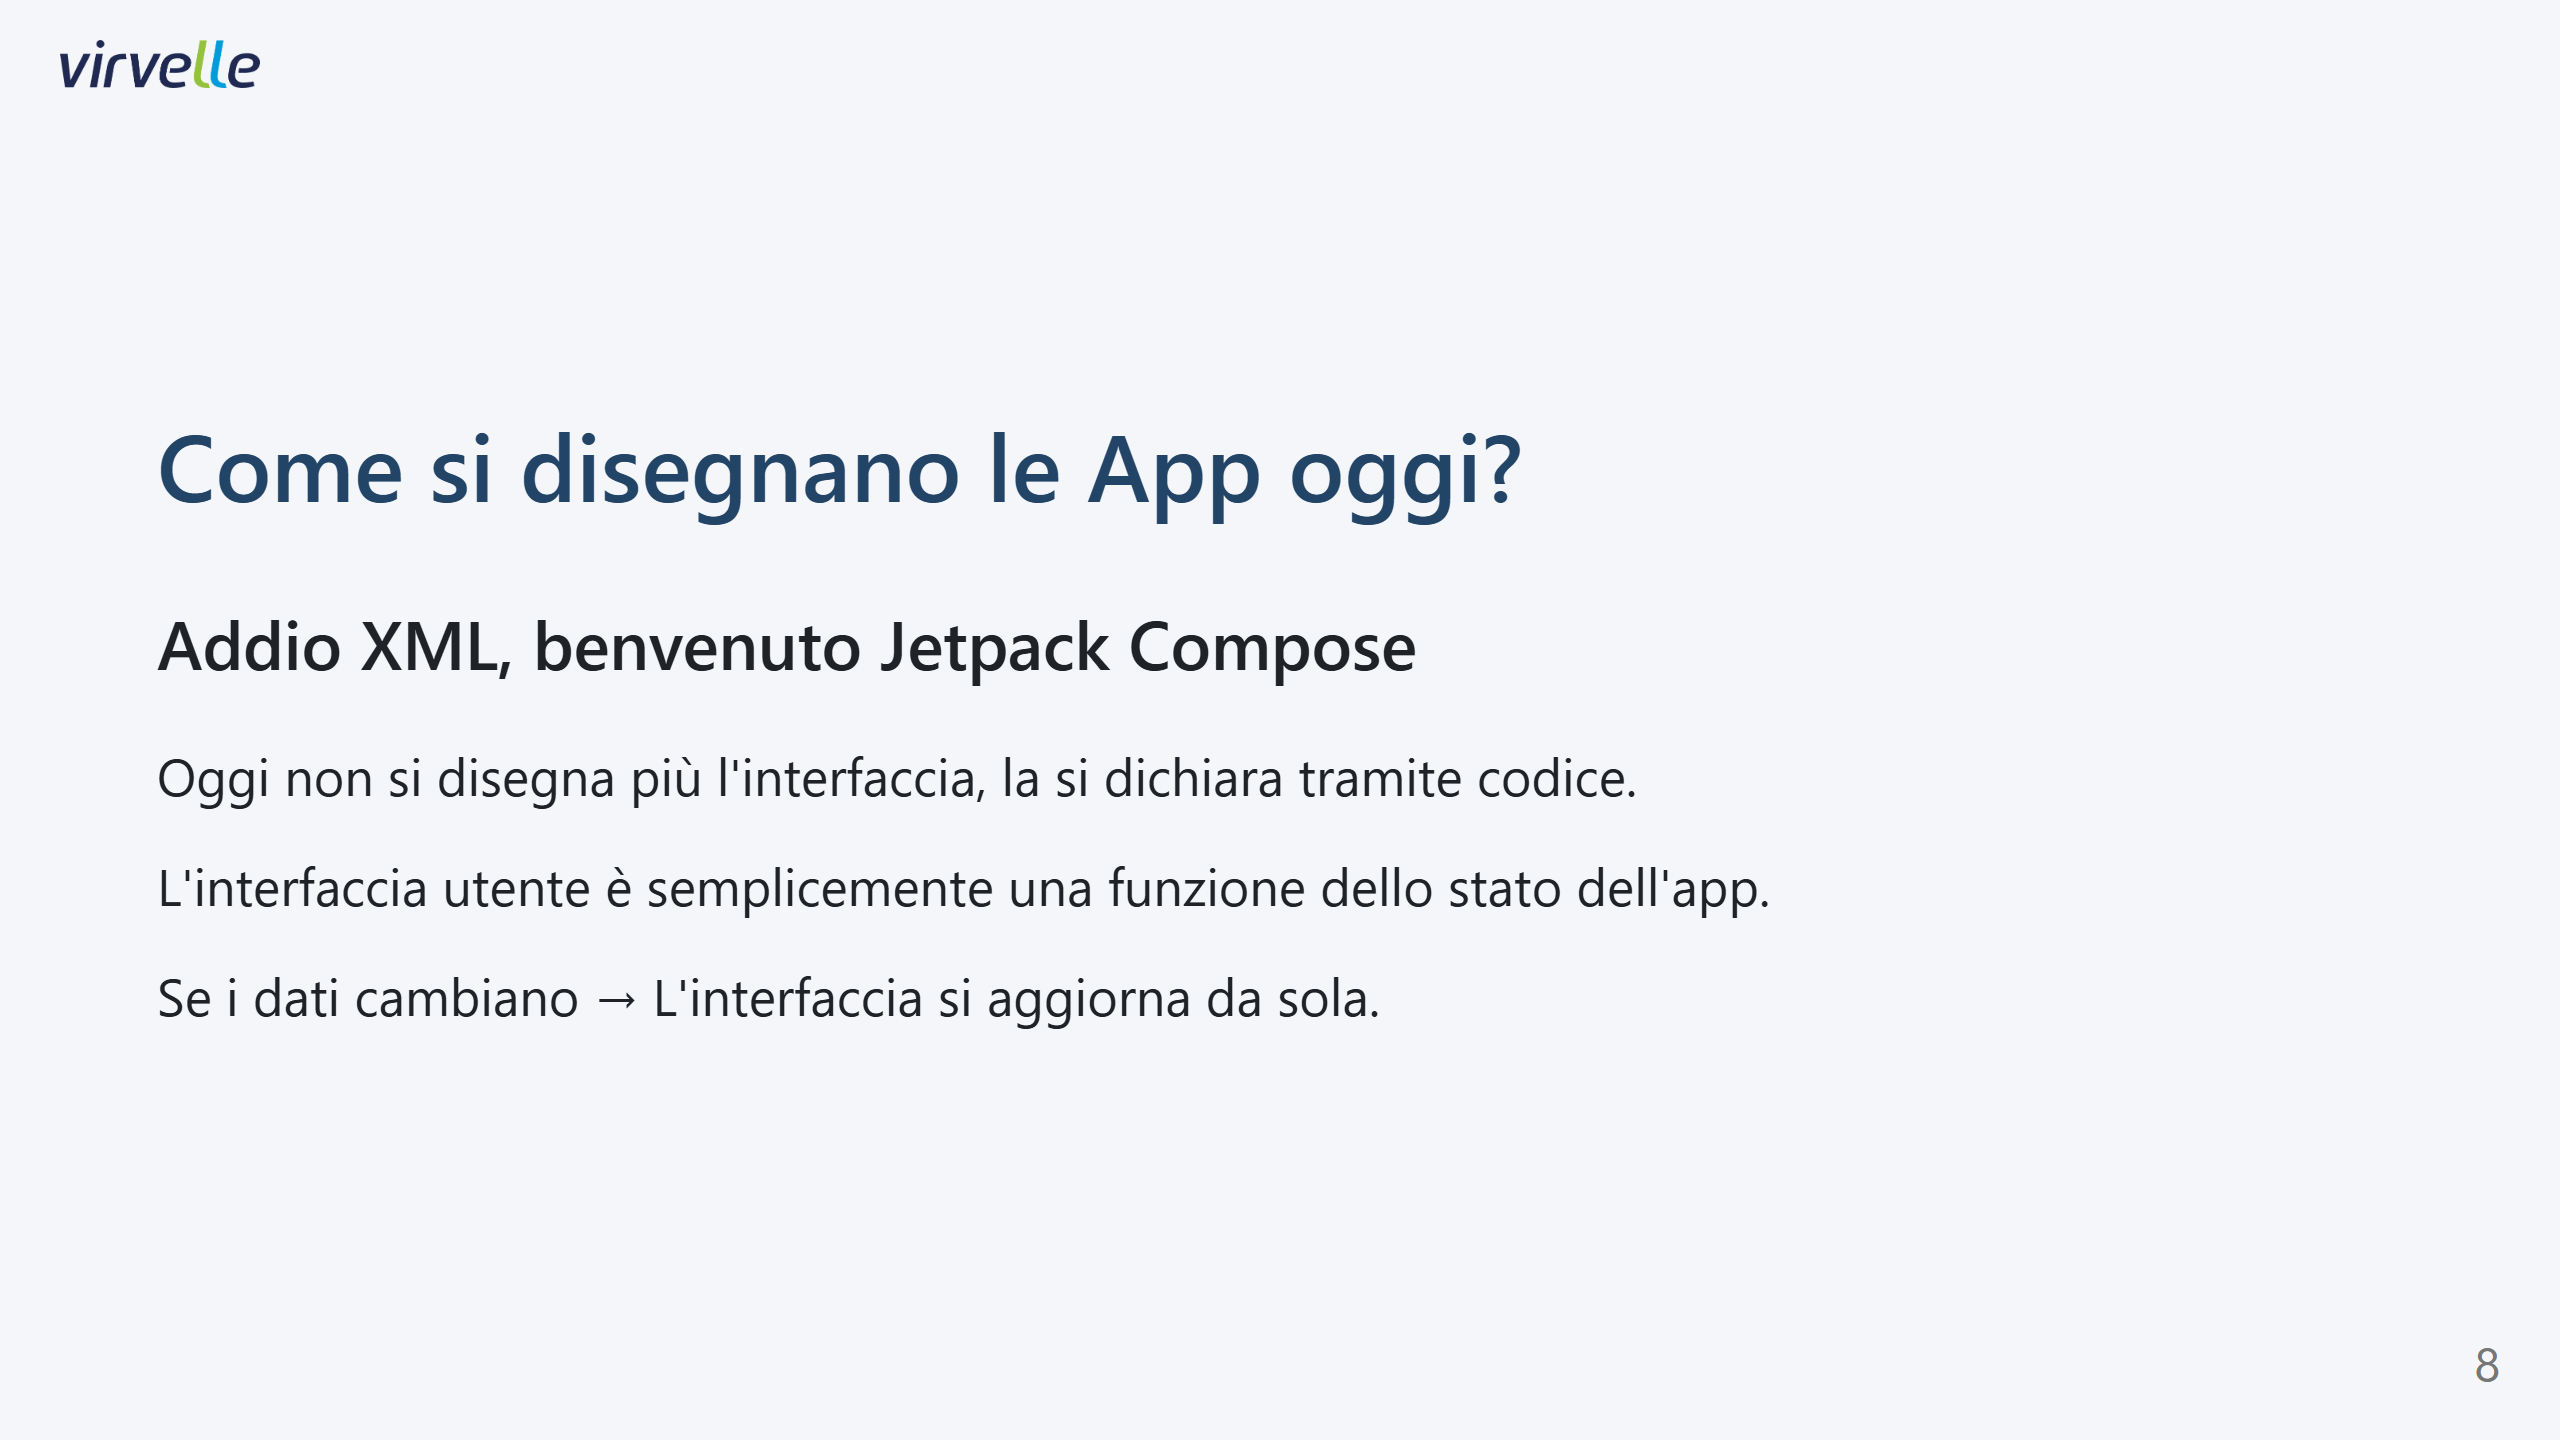 virvelle
Come si disegnano le App oggi?
Addio XML, benvenuto Jetpack Compose
Oggi non si disegna più l'interfaccia, la si dichiara tramite codice.
L'interfaccia utente è semplicemente una funzione dello stato dell'app.
Se i dati cambiano → L'interfaccia si aggiorna da sola.
8